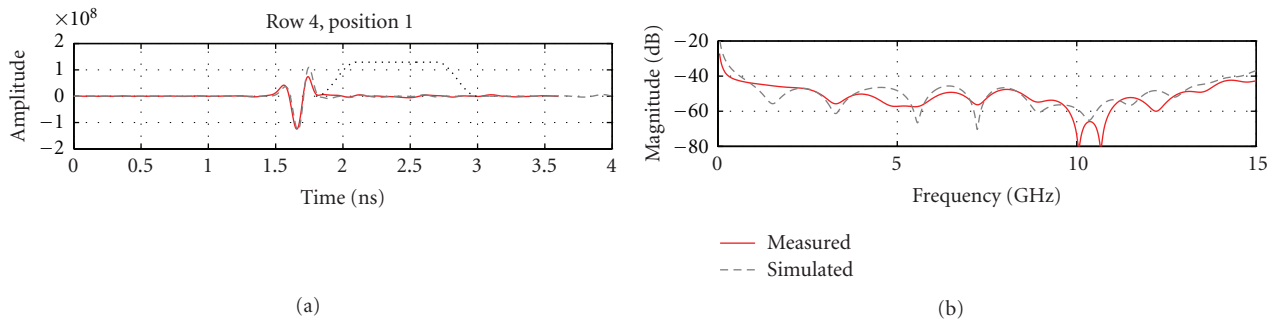 Row 4, position 1
×10⁸
2
1
0
−1
−2
Amplitude
0 0.5 1 1.5 2 2.5 3 3.5 4
Time (ns)
(a)
−20
−40
−60
−80
Magnitude (dB)
0 5 10 15
Frequency (GHz)
Measured
Simulated
(b)